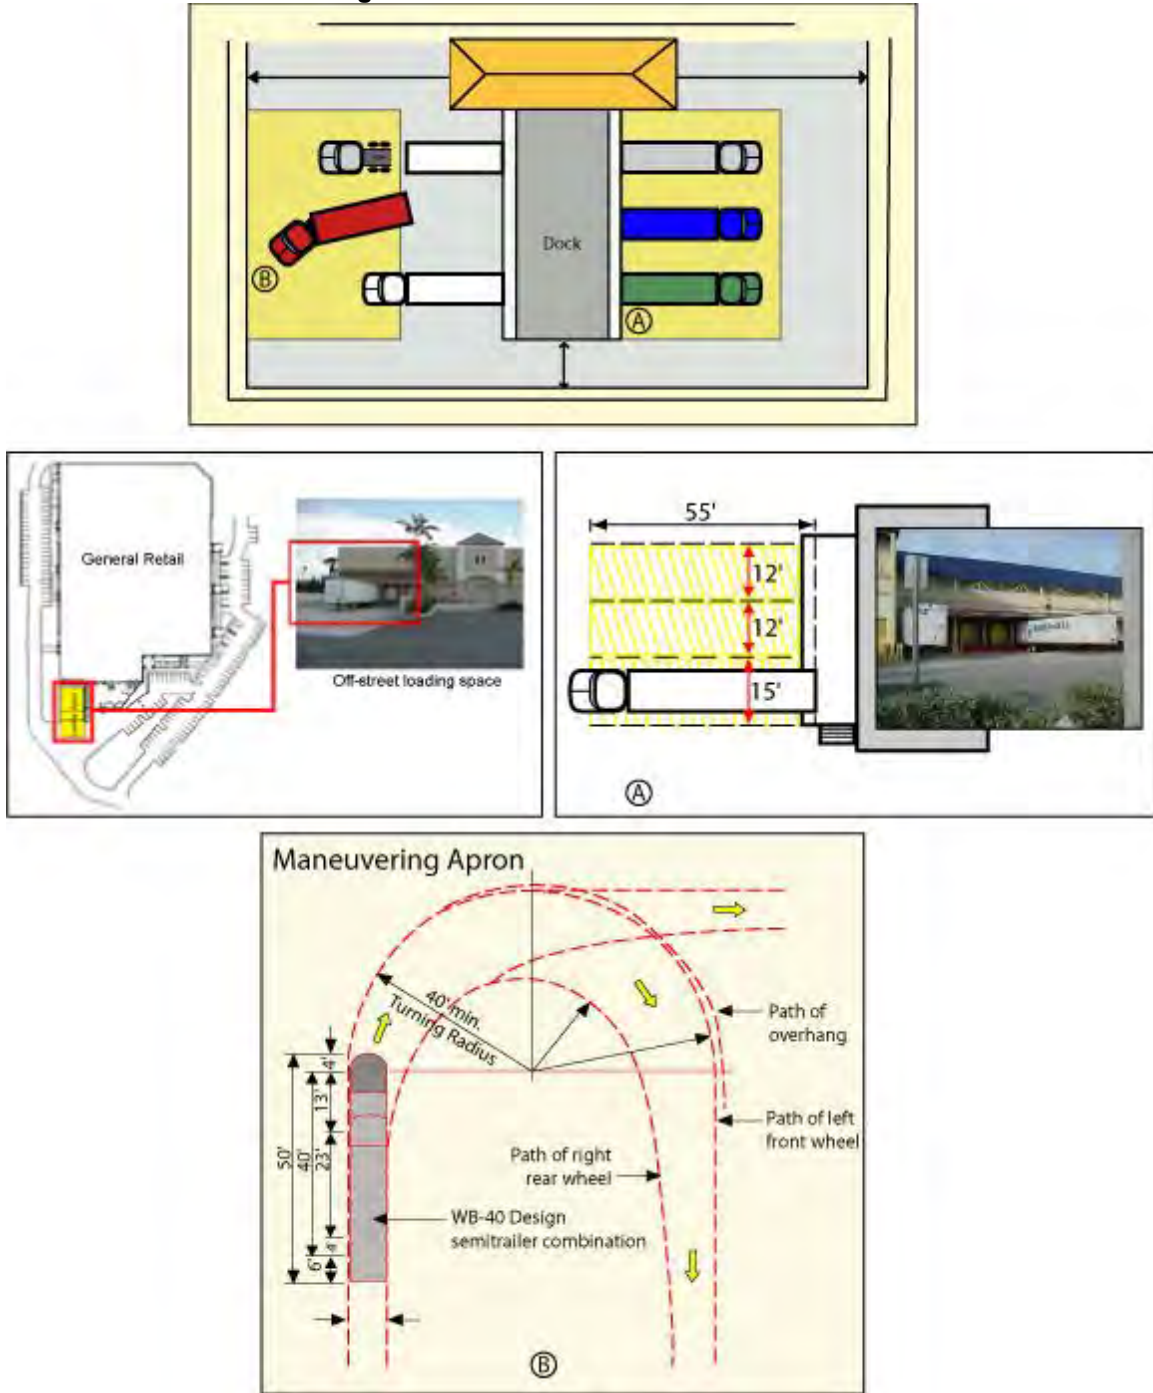 g
Dock
B
A
General Retail
Off-street loading space
55'
12'
12'
15'
A
Maneuvering Apron
40' min.
Turning Radius
Path of
overhang
Path of left
front wheel
Path of right
rear wheel
WB-40 Design
semitrailer combination
4'
13'
50'
40'
23'
4'
6'
B